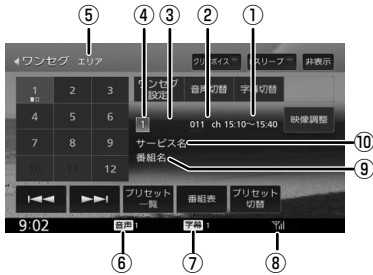 ⑤ ④ ③ ② ①
ワンセグ エリア クリアボイス スリープ 非表示
1 2 3 ワンセグ設定 音声切替 字幕切替
4 5 6 1 011 ch 15:10～15:40 映像調整
7 8 9 サービス名 ⑩
10 11 12 番組名 ⑨
プリセット一覧 番組表 プリセット切替
9:02 音声 1 字幕 1
⑥ ⑦ ⑧